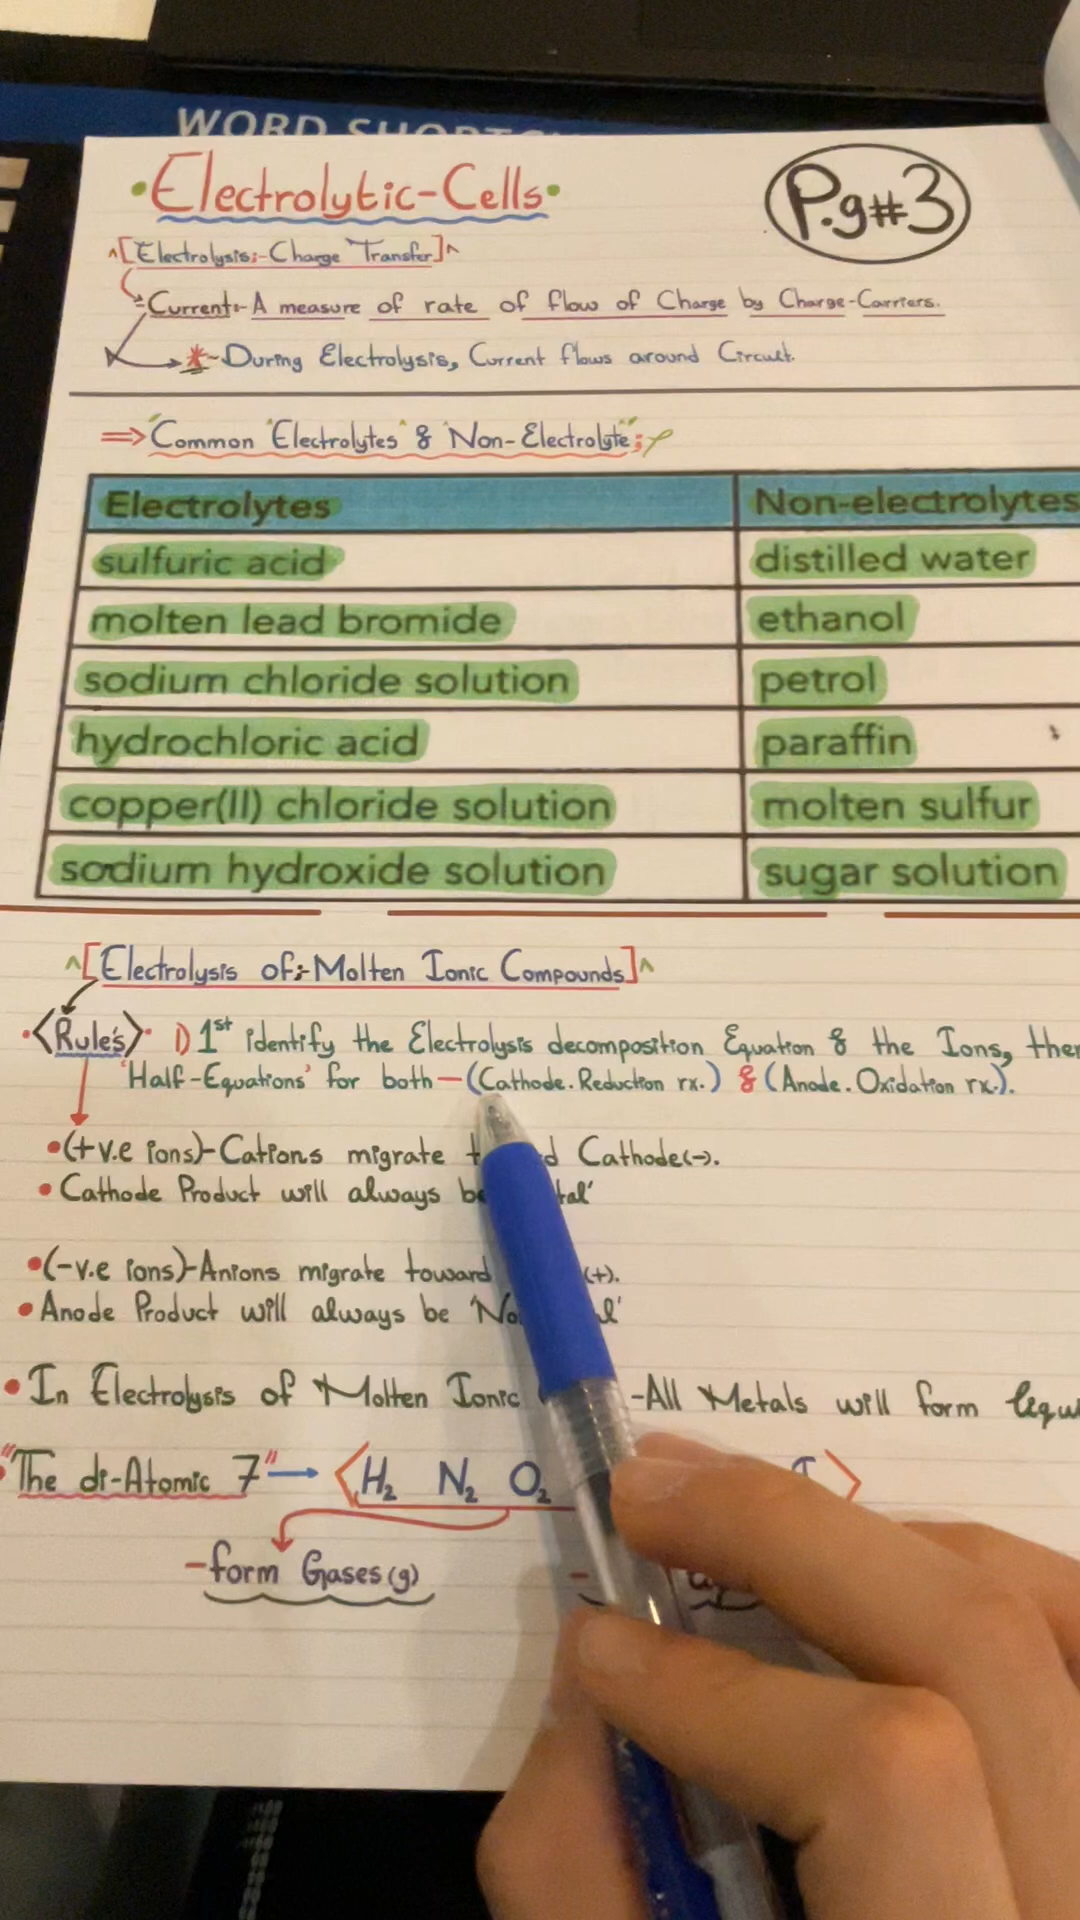 WORD
•Electrolytic-Cells•
P.g#3
^[Electrolysis:-Charge Transfer]^
Current:-A measure of rate of flow of Charge by Charge-Carriers.
*-During Electrolysis, Current flows around Circuit.
⇒"Common 'Electrolytes' & 'Non-Electrolyte";
Electrolytes Non-electrolytes
sulfuric acid distilled water
molten lead bromide ethanol
sodium chloride solution petrol
hydrochloric acid paraffin
copper(II) chloride solution molten sulfur
sodium hydroxide solution sugar solution
^[Electrolysis of:-Molten Ionic Compounds]^
•<Rule's>• 1) 1st identify the Electrolysis decomposition Equation & the Ions, then
'Half-Equations' for both—(Cathode.Reduction rx.) & (Anode.Oxidation rx.).
•(+v.e ions)-Cations migrate Cathode(-).
•Cathode Product will always
•(-v.e ions)-Anions migrate toward (+).
•Anode Product will always be
•In Electrolysis of Molten Ionic -All Metals will form
"The di-Atomic 7"→ <H2 N2 O2 I >
-form Gases(g) -